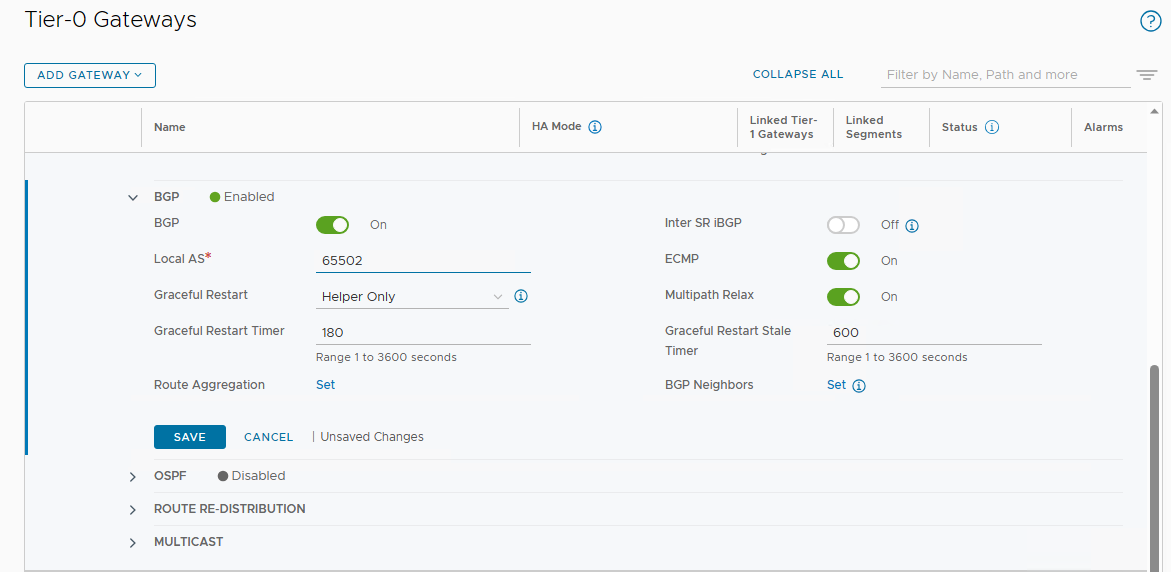 Tier-0 Gateways
ADD GATEWAY
COLLAPSE ALL
Filter by Name, Path and more
Name
HA Mode
Linked Tier-
1 Gateways
Linked
Segments
Status
Alarms
BGP Enabled
BGP On
Inter SR iBGP Off
Local AS* 65502
ECMP On
Graceful Restart Helper Only
Multipath Relax On
Graceful Restart Timer 180
Range 1 to 3600 seconds
Graceful Restart Stale
Timer
600
Range 1 to 3600 seconds
Route Aggregation Set
BGP Neighbors Set
SAVE CANCEL | Unsaved Changes
OSPF Disabled
ROUTE RE-DISTRIBUTION
MULTICAST